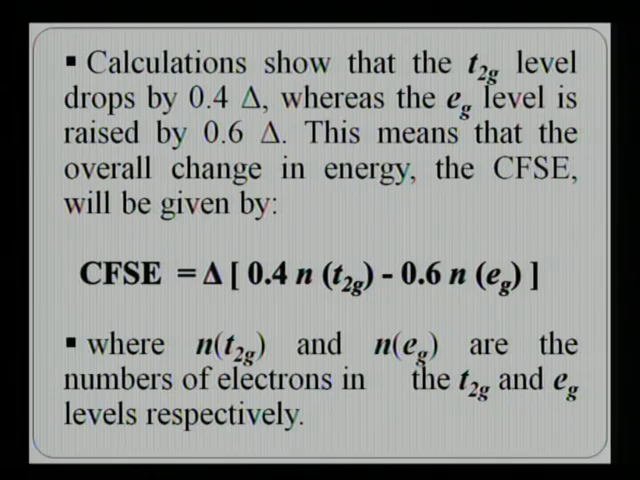 ▪ Calculations show that the t2g level
drops by 0.4 Δ, whereas the eg level is
raised by 0.6 Δ. This means that the
overall change in energy, the CFSE,
will be given by:
CFSE = Δ [ 0.4 n (t2g) - 0.6 n (eg) ]
▪ where n(t2g) and n(eg) are the
numbers of electrons in the t2g and eg
levels respectively.